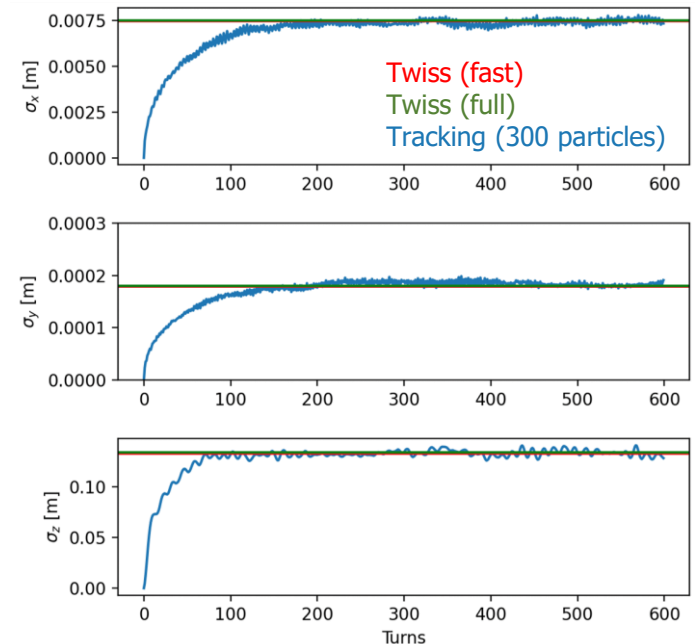 0.0075
0.0050
0.0025
0.0000
σx [m]
Twiss (fast)
Twiss (full)
Tracking (300 particles)
0 100 200 300 400 500 600
0.0003
0.0002
0.0001
0.0000
σy [m]
0 100 200 300 400 500 600
0.10
0.05
0.00
σz [m]
0 100 200 300 400 500 600
Turns